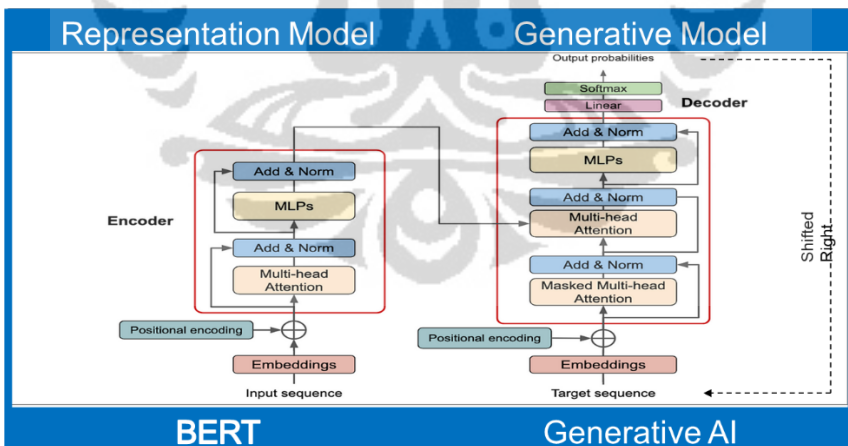 Representation Model
Generative Model
Output probabilities
Softmax
Linear
Decoder
Add & Norm
MLPs
Add & Norm
Multi-head
Attention
Add & Norm
Masked Multi-head
Attention
Positional encoding
Embeddings
Target sequence
Shifted
Right
Encoder
Add & Norm
MLPs
Add & Norm
Multi-head
Attention
Positional encoding
Embeddings
Input sequence
BERT
Generative AI